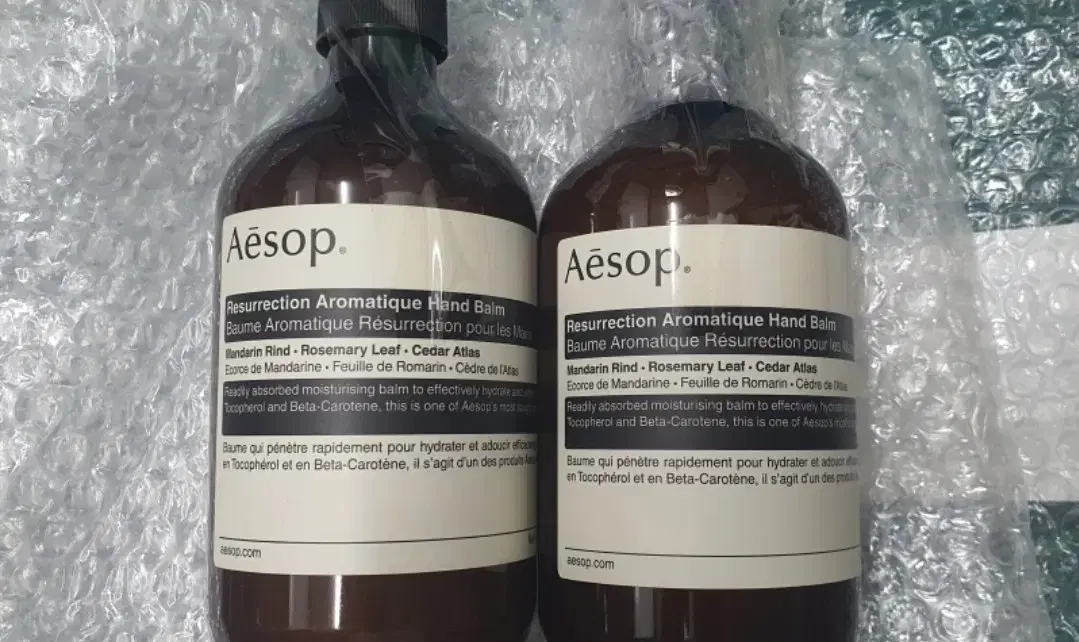 Aēsop®
Resurrection Aromatique Hand Balm
Baume Aromatique Résurrection pour les Mains
Mandarin Rind • Rosemary Leaf • Cedar Atlas
Ecorce de Mandarine • Feuille de Romarin • Cèdre de l'Atlas
Readily absorbed moisturising balm to effectively hydrate and
Tocopherol and Beta-Carotene, this is one of Aesop's most
Baume qui pénètre rapidement pour hydrater et adoucir
en Tocophérol et en Beta-Carotène, il s'agit d'un des produits
aesop.com
Aēsop®
Resurrection Aromatique Hand Balm
Baume Aromatique Résurrection pour les
Mandarin Rind • Rosemary Leaf • Cedar Atlas
Ecorce de Mandarine • Feuille de Romarin • Cèdre de l'Atlas
Readily absorbed moisturising balm to effectively hydrate
Tocopherol and Beta-Carotene, this is one of Aesop's
Baume qui pénètre rapidement pour hydrater et adoucir
en Tocophérol et en Beta-Carotène, il s'agit d'un des
aesop.com